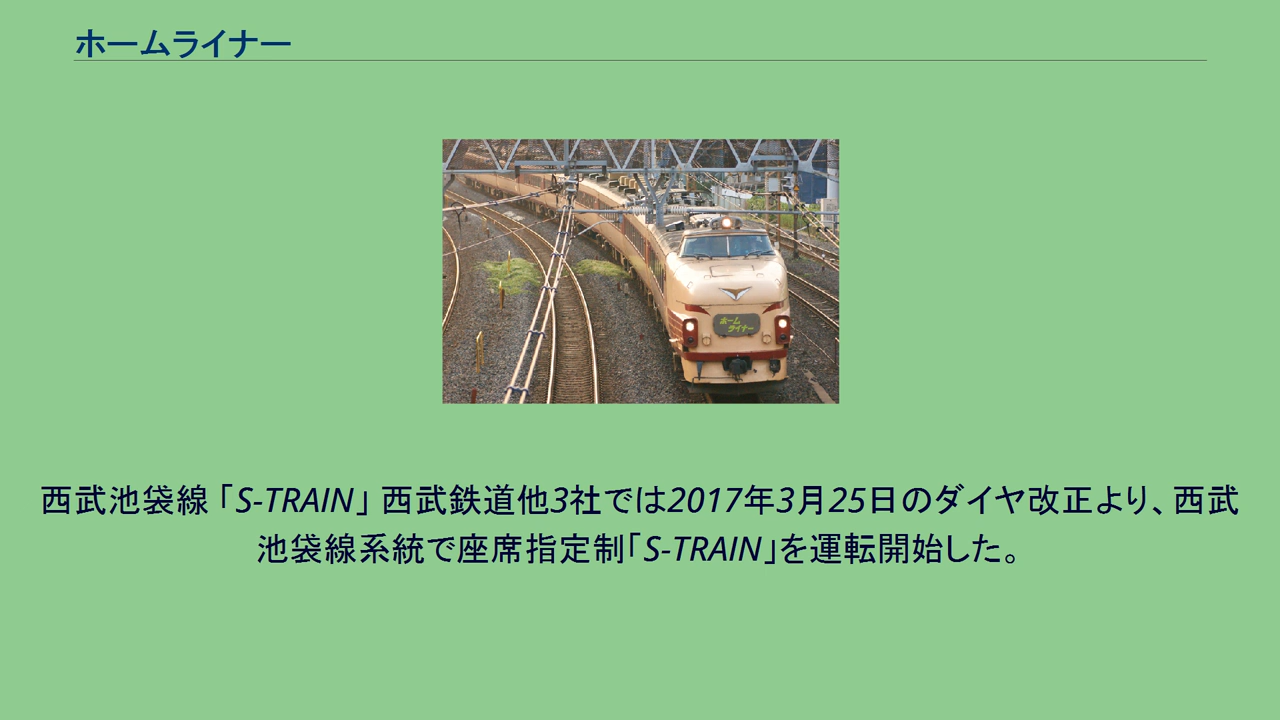 ホームライナー
ホーム
ライナー
西武池袋線「S-TRAIN」 西武鉄道他3社では2017年3月25日のダイヤ改正より、西武
池袋線系統で座席指定制「S-TRAIN」を運転開始した。